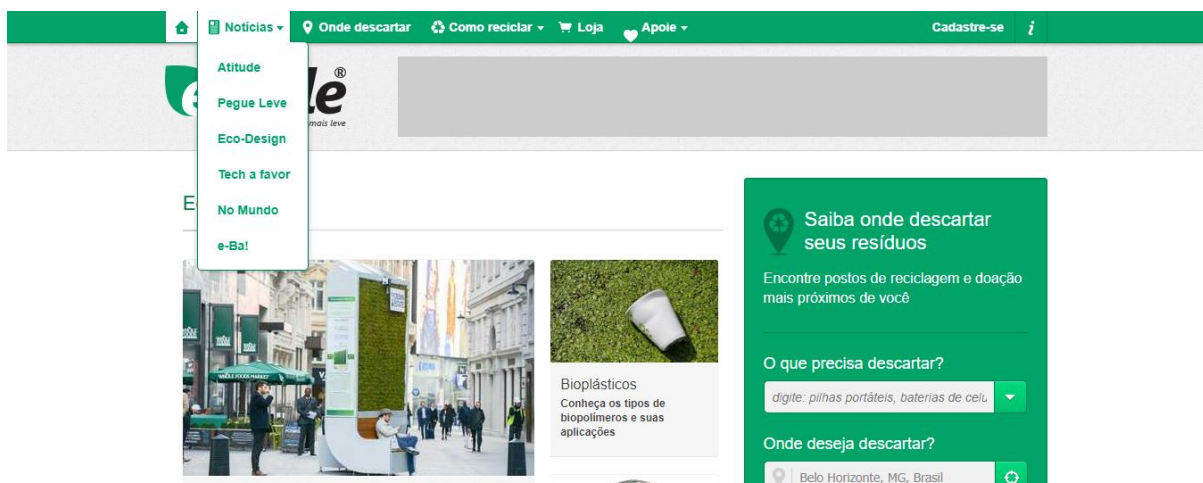 Notícias
Onde descartar
Como reciclar
Loja
Apoie
Cadastre-se
i
Atitude
Pegue Leve
Eco-Design
Tech a favor
No Mundo
e-Ba!
®
mais leve
Saiba onde descartar
seus resíduos
Encontre postos de reciclagem e doação
mais próximos de você
O que precisa descartar?
digite: pilhas portáteis, baterias de celu
Onde deseja descartar?
Belo Horizonte, MG, Brasil
WHOLE FOODS MARKET
Bioplásticos
Conheça os tipos de
biopolímeros e suas
aplicações